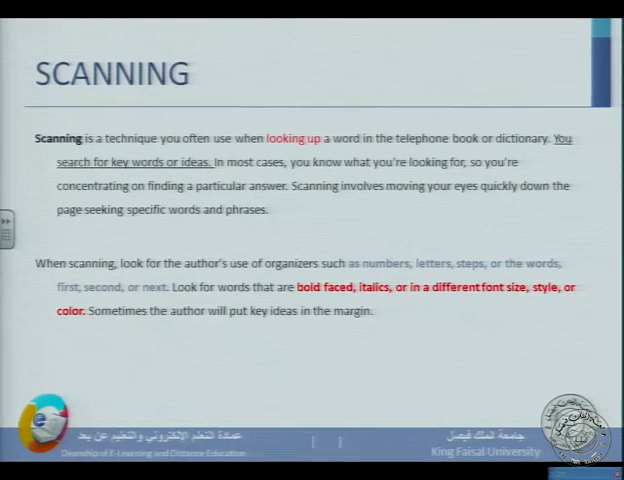 SCANNING
Scanning is a technique you often use when looking up a word in the telephone book or dictionary. You
search for key words or ideas. In most cases, you know what you're looking for, so you're
concentrating on finding a particular answer. Scanning involves moving your eyes quickly down the
page seeking specific words and phrases.
When scanning, look for the author's use of organizers such as numbers, letters, steps, or the words,
first, second, or next. Look for words that are bold faced, italics, or in a different font size, style, or
color. Sometimes the author will put key ideas in the margin.
عمادة التعلم الإلكتروني والتعليم عن بعد
[ ]
جامعة الملك فيصل
Deanship of E-Learning and Distance Education
King Faisal University